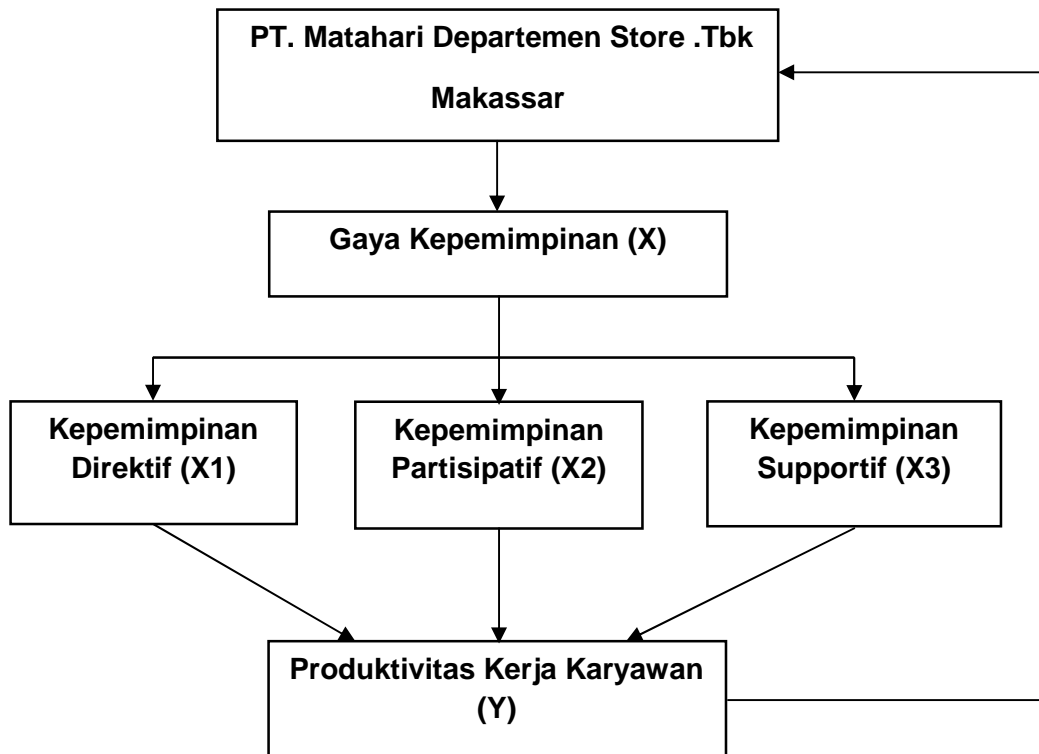 PT. Matahari Departemen Store .Tbk
Makassar
Gaya Kepemimpinan (X)
Kepemimpinan
Direktif (X1)
Kepemimpinan
Partisipatif (X2)
Kepemimpinan
Supportif (X3)
Produktivitas Kerja Karyawan
(Y)